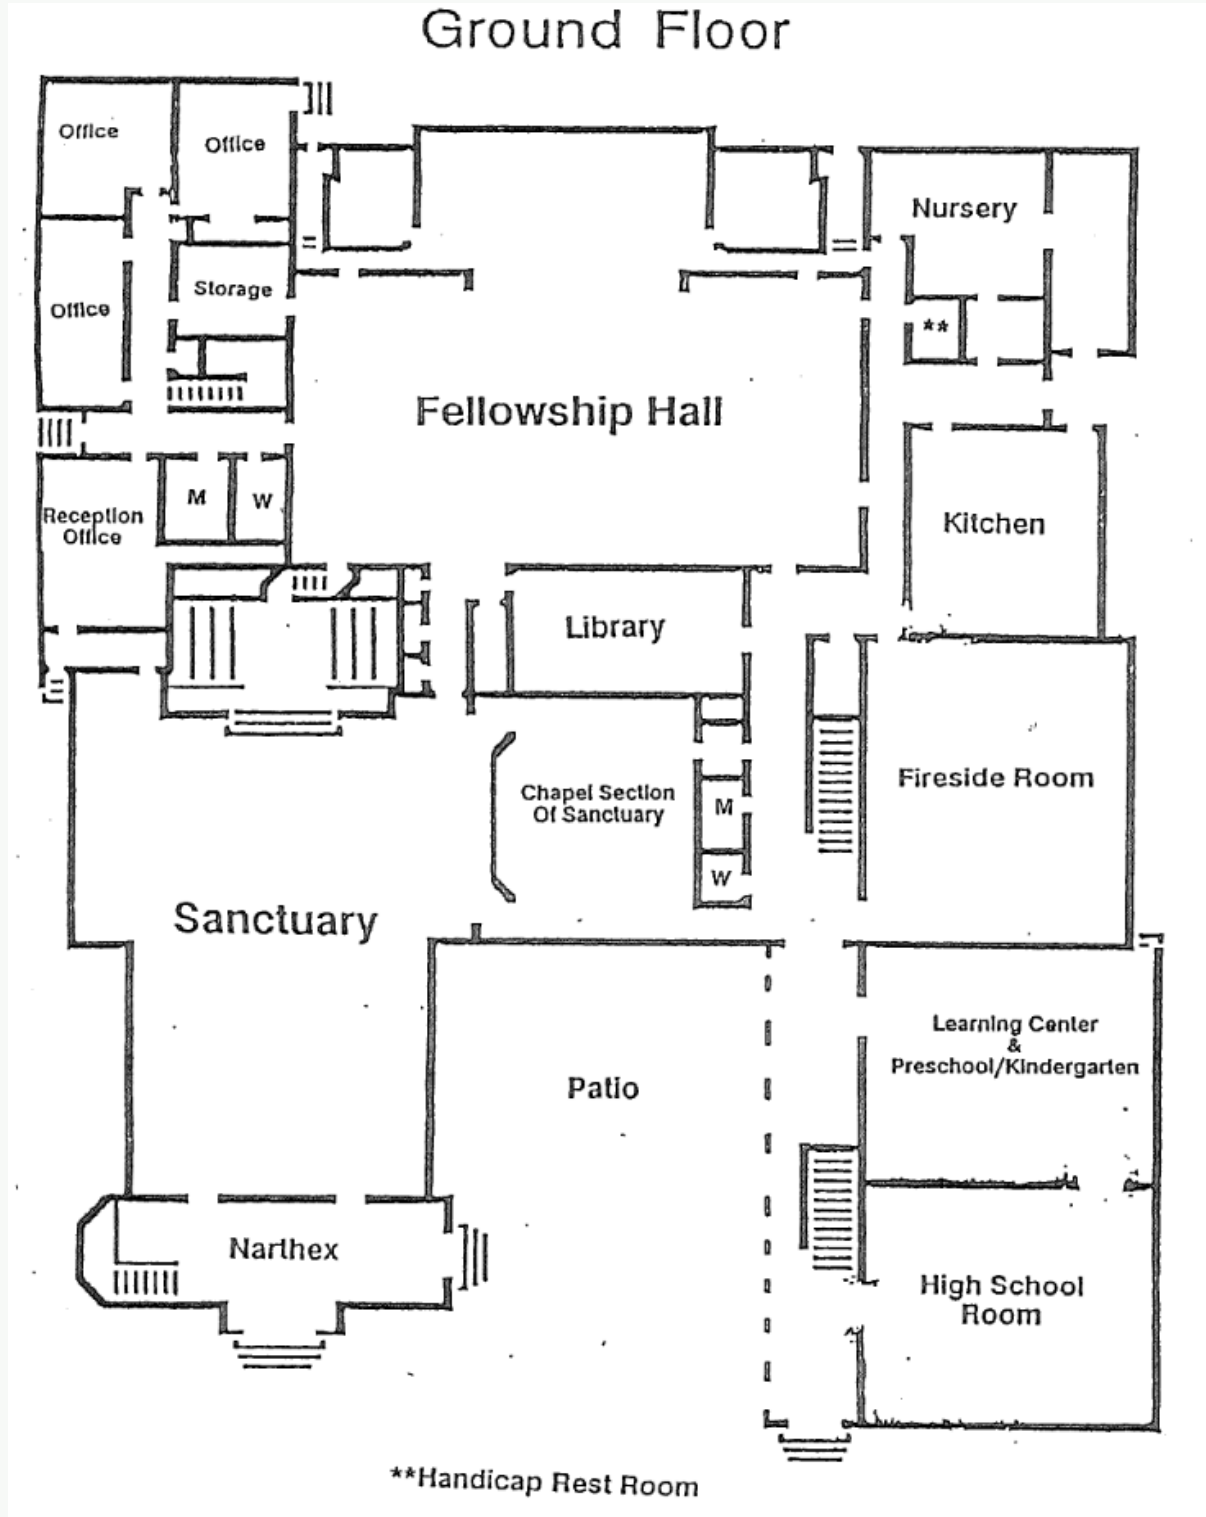 Ground Floor
Office
Office
Nursery
Storage
Office
**
Fellowship Hall
M
W
Reception
Office
Kitchen
Library
Fireside Room
Chapel Section
Of Sanctuary
M
W
Sanctuary
Learning Center
&
Preschool/Kindergarten
Patio
Narthex
High School
Room
**Handicap Rest Room